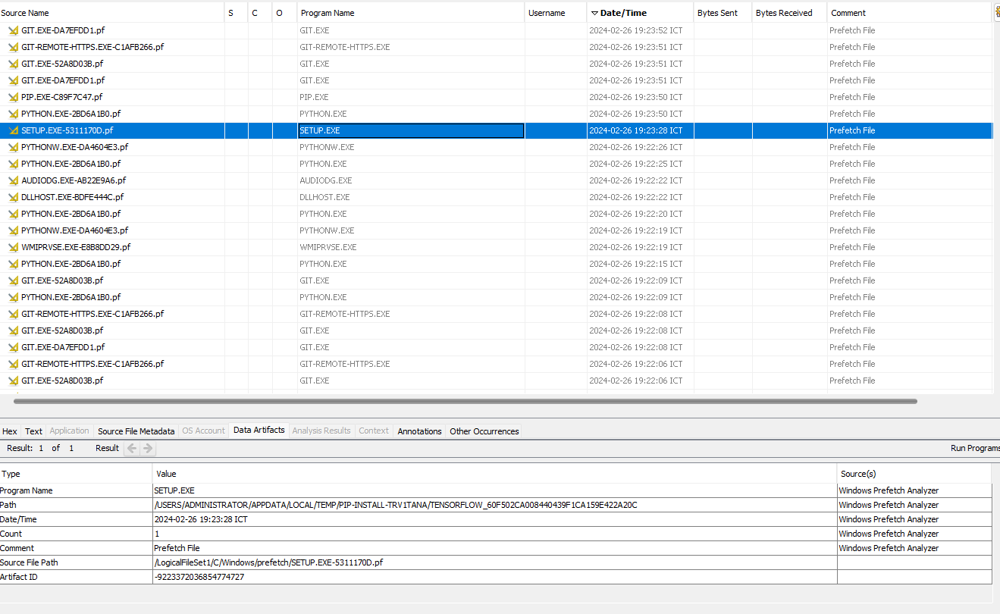 Source Name S C O Program Name Username Date/Time Bytes Sent Bytes Received Comment
GIT.EXE-DA7EFDD1.pf GIT.EXE 2024-02-26 19:23:52 ICT Prefetch File
GIT-REMOTE-HTTPS.EXE-C1AFB266.pf GIT-REMOTE-HTTPS.EXE 2024-02-26 19:23:51 ICT Prefetch File
GIT.EXE-52A8D03B.pf GIT.EXE 2024-02-26 19:23:51 ICT Prefetch File
GIT.EXE-DA7EFDD1.pf GIT.EXE 2024-02-26 19:23:51 ICT Prefetch File
PIP.EXE-C89F7C47.pf PIP.EXE 2024-02-26 19:23:50 ICT Prefetch File
PYTHON.EXE-2BD6A1B0.pf PYTHON.EXE 2024-02-26 19:23:50 ICT Prefetch File
SETUP.EXE-5311170D.pf SETUP.EXE 2024-02-26 19:23:28 ICT Prefetch File
PYTHONW.EXE-DA4604E3.pf PYTHONW.EXE 2024-02-26 19:22:26 ICT Prefetch File
PYTHON.EXE-2BD6A1B0.pf PYTHON.EXE 2024-02-26 19:22:25 ICT Prefetch File
AUDIODG.EXE-AB22E9A6.pf AUDIODG.EXE 2024-02-26 19:22:22 ICT Prefetch File
DLLHOST.EXE-BDFE444C.pf DLLHOST.EXE 2024-02-26 19:22:22 ICT Prefetch File
PYTHON.EXE-2BD6A1B0.pf PYTHON.EXE 2024-02-26 19:22:20 ICT Prefetch File
PYTHONW.EXE-DA4604E3.pf PYTHONW.EXE 2024-02-26 19:22:19 ICT Prefetch File
WMIPRVSE.EXE-E8B8DD29.pf WMIPRVSE.EXE 2024-02-26 19:22:19 ICT Prefetch File
PYTHON.EXE-2BD6A1B0.pf PYTHON.EXE 2024-02-26 19:22:15 ICT Prefetch File
GIT.EXE-52A8D03B.pf GIT.EXE 2024-02-26 19:22:09 ICT Prefetch File
PYTHON.EXE-2BD6A1B0.pf PYTHON.EXE 2024-02-26 19:22:09 ICT Prefetch File
GIT-REMOTE-HTTPS.EXE-C1AFB266.pf GIT-REMOTE-HTTPS.EXE 2024-02-26 19:22:08 ICT Prefetch File
GIT.EXE-52A8D03B.pf GIT.EXE 2024-02-26 19:22:08 ICT Prefetch File
GIT.EXE-DA7EFDD1.pf GIT.EXE 2024-02-26 19:22:08 ICT Prefetch File
GIT-REMOTE-HTTPS.EXE-C1AFB266.pf GIT-REMOTE-HTTPS.EXE 2024-02-26 19:22:06 ICT Prefetch File
GIT.EXE-52A8D03B.pf GIT.EXE 2024-02-26 19:22:06 ICT Prefetch File
Hex Text Application Source File Metadata OS Account Data Artifacts Analysis Results Context Annotations Other Occurrences
Result: 1 of 1 Result Run Programs
Type Value Source(s)
Program Name SETUP.EXE Windows Prefetch Analyzer
Path /USERS/ADMINISTRATOR/APPDATA/LOCAL/TEMP/PIP-INSTALL-TRV1TANA/TENSORFLOW_60F502CA008440439F1CA159E422A20C Windows Prefetch Analyzer
Date/Time 2024-02-26 19:23:28 ICT Windows Prefetch Analyzer
Count 1 Windows Prefetch Analyzer
Comment Prefetch File Windows Prefetch Analyzer
Source File Path /LogicalFileSet1/C/Windows/prefetch/SETUP.EXE-5311170D.pf
Artifact ID -9223372036854774727